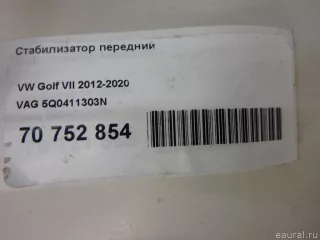 Стабилизатор передний
VW Golf VII 2012-2020
VAG 5Q0411303N
70 752 854
eaural.ru